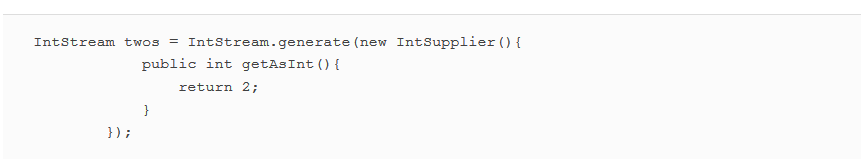 IntStream twos = IntStream.generate(new IntSupplier(){
public int getAsInt(){
return 2;
}
});